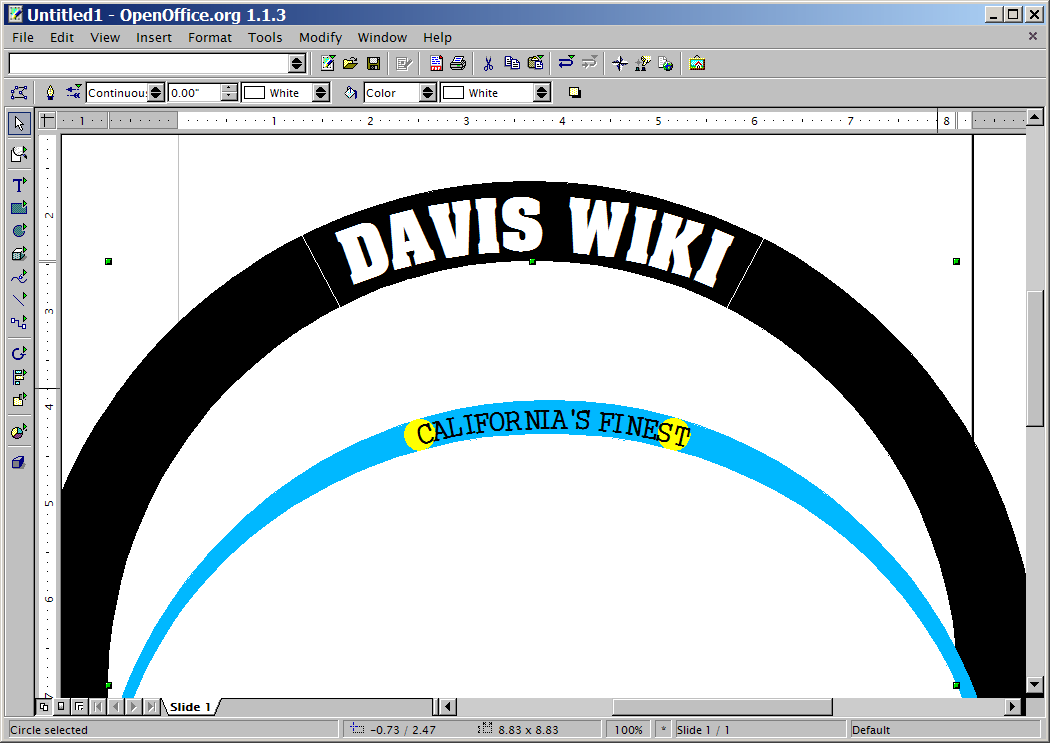 Untitled1 - OpenOffice.org 1.1.3
File Edit View Insert Format Tools Modify Window Help
Continuous 0.00" White Color White
1 1 2 3 4 5 6 7 8
2
3
4
5
6
7
DAVIS WIKI
CALIFORNIA'S FINEST
Slide 1
Circle selected -0.73 / 2.47 8.83 x 8.83 100% * Slide 1 / 1 Default